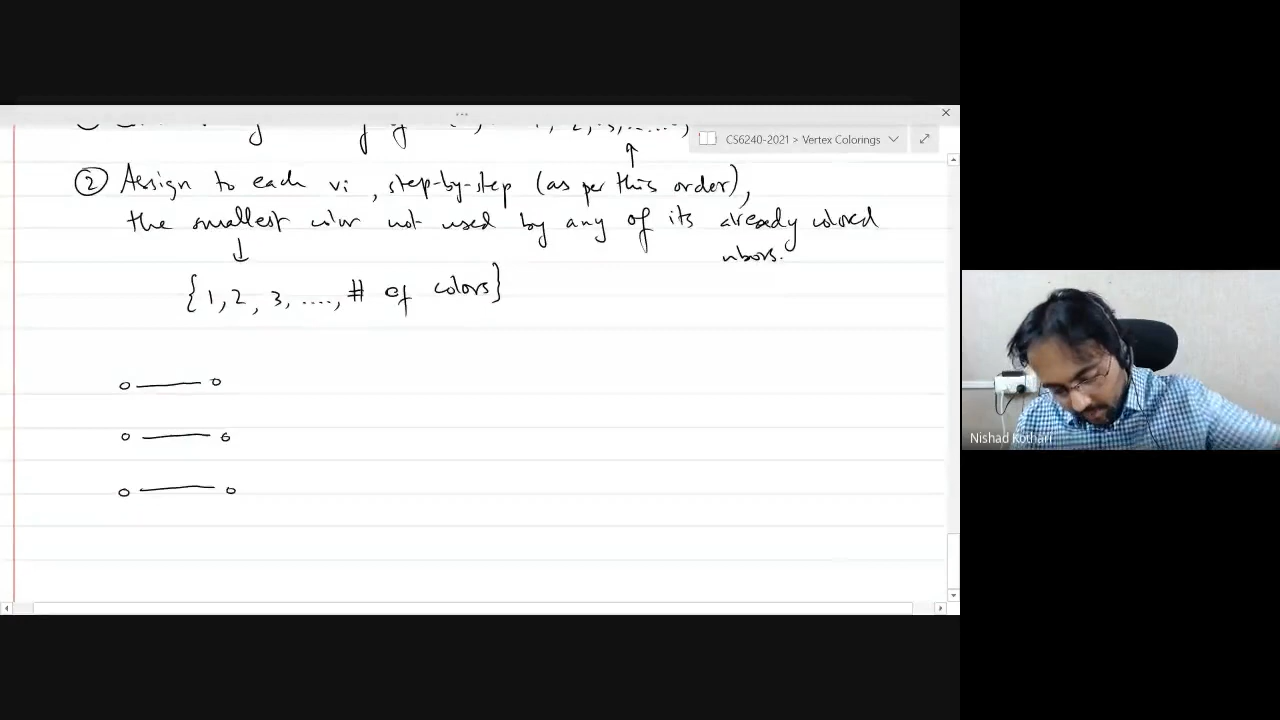 CS6240-2021 > Vertex Colorings
② Assign to each vi, step-by-step (as per this order),
the smallest color not used by any of its already colored
nbors.
↓
{1, 2, 3, ...., # of colors}
Nishad Kothari